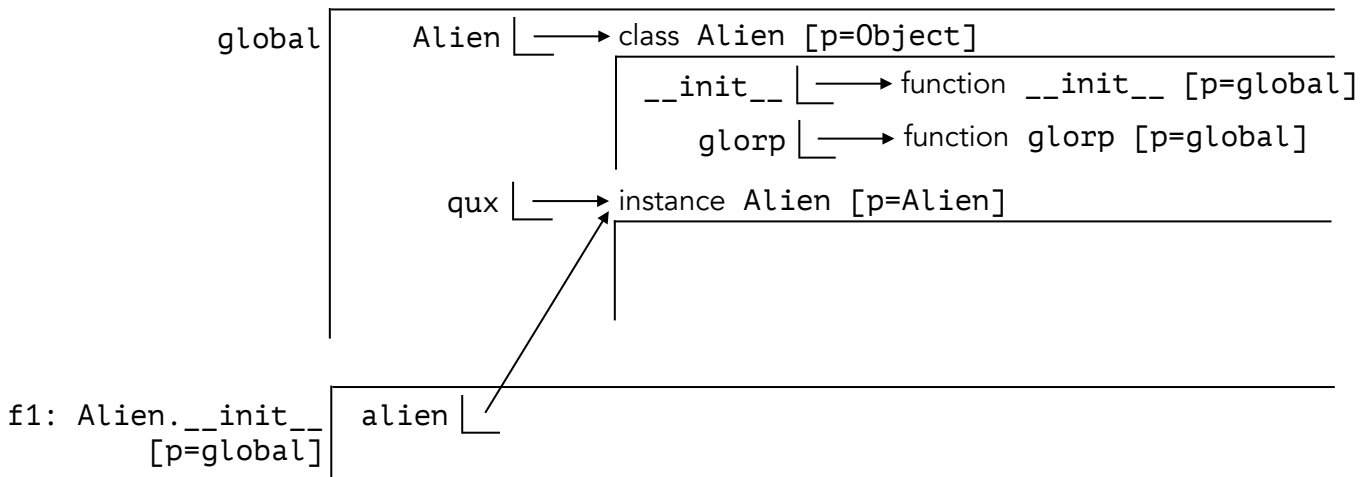 global Alien class Alien [p=Object]
__init__ function __init__ [p=global]
glorp function glorp [p=global]
qux instance Alien [p=Alien]
f1: Alien.__init__ alien
[p=global]